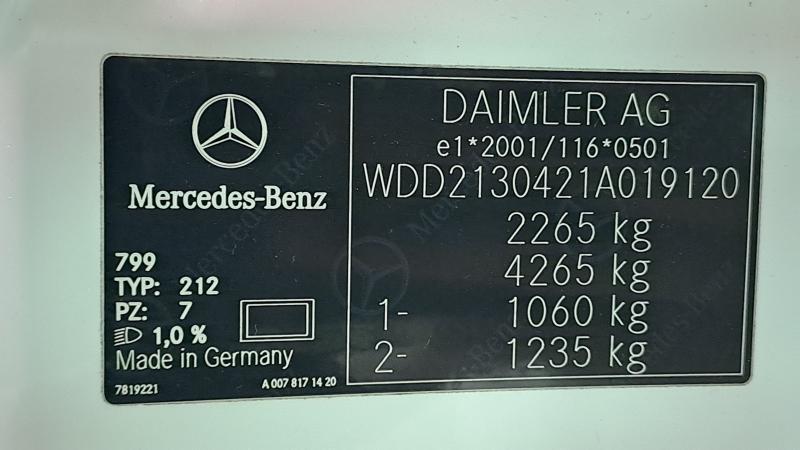 Mercedes-Benz
799
TYP: 212
PZ: 7
1,0 %
Made in Germany
7819221
A 007 817 14 20
DAIMLER AG
e1*2001/116*0501
WDD2130421A019120
2265 kg
4265 kg
1- 1060 kg
2- 1235 kg